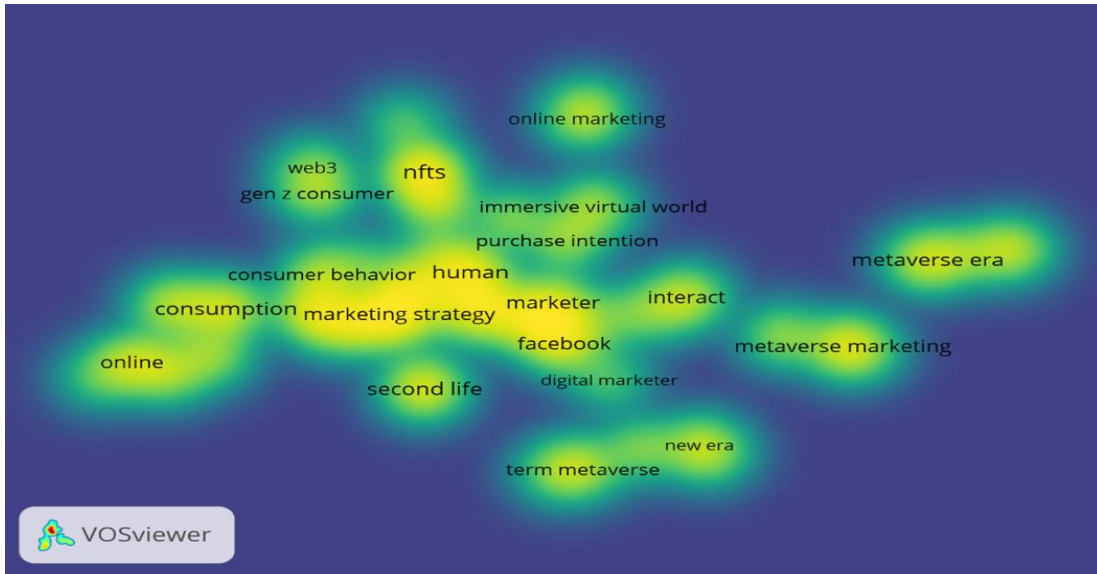 online marketing
web3
nfts
gen z consumer
immersive virtual world
purchase intention
metaverse era
consumer behavior
human
consumption
marketing strategy
marketer
interact
facebook
metaverse marketing
online
second life
digital marketer
new era
term metaverse
VOSviewer